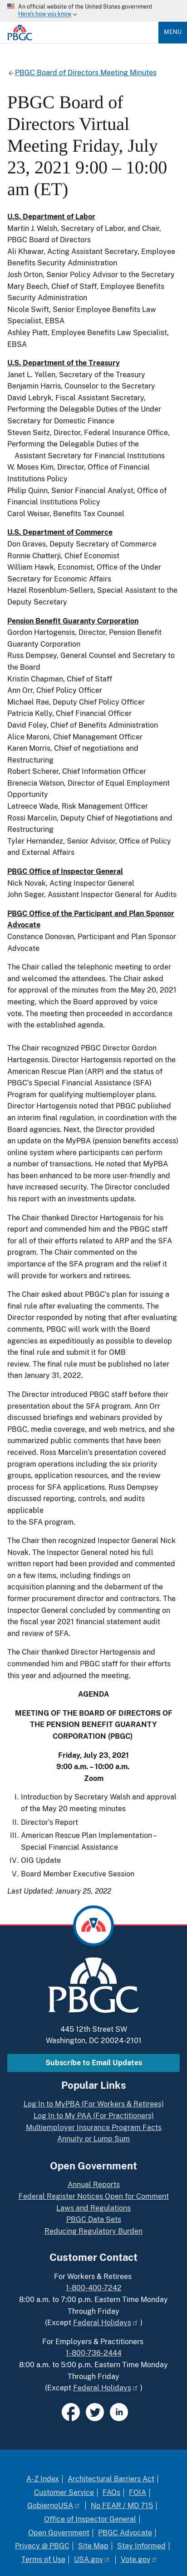 An official website of the United States government
Here's how you know
PBGC
MENU
PBGC Board of Directors Meeting Minutes
PBGC Board of
Directors Virtual
Meeting Friday, July
23, 2021 9:00 – 10:00
am (ET)
U.S. Department of Labor
Martin J. Walsh, Secretary of Labor, and Chair,
PBGC Board of Directors
Ali Khawar, Acting Assistant Secretary, Employee
Benefits Security Administration
Josh Orton, Senior Policy Advisor to the Secretary
Mary Beech, Chief of Staff, Employee Benefits
Security Administration
Nicole Swift, Senior Employee Benefits Law
Specialist, EBSA
Ashley Piatt, Employee Benefits Law Specialist,
EBSA
U.S. Department of the Treasury
Janet L. Yellen, Secretary of the Treasury
Benjamin Harris, Counselor to the Secretary
David Lebryk, Fiscal Assistant Secretary,
Performing the Delegable Duties of the Under
Secretary for Domestic Finance
Steven Seitz, Director, Federal Insurance Office,
Performing the Delegable Duties of the
Assistant Secretary for Financial Institutions
W. Moses Kim, Director, Office of Financial
Institutions Policy
Philip Quinn, Senior Financial Analyst, Office of
Financial Institutions Policy
Carol Weiser, Benefits Tax Counsel
U.S. Department of Commerce
Don Graves, Deputy Secretary of Commerce
Ronnie Chatterji, Chief Economist
William Hawk, Economist, Office of the Under
Secretary for Economic Affairs
Hazel Rosenblum-Sellers, Special Assistant to the
Deputy Secretary
Pension Benefit Guaranty Corporation
Gordon Hartogensis, Director, Pension Benefit
Guaranty Corporation
Russ Dempsey, General Counsel and Secretary to
the Board
Kristin Chapman, Chief of Staff
Ann Orr, Chief Policy Officer
Michael Rae, Deputy Chief Policy Officer
Patricia Kelly, Chief Financial Officer
David Foley, Chief of Benefits Administration
Alice Maroni, Chief Management Officer
Karen Morris, Chief of negotiations and
Restructuring
Robert Scherer, Chief Information Officer
Brenecia Watson, Director of Equal Employment
Opportunity
Latreece Wade, Risk Management Officer
Rossi Marcelin, Deputy Chief of Negotiations and
Restructuring
Tyler Hernandez, Senior Advisor, Office of Policy
and External Affairs
PBGC Office of Inspector General
Nick Novak, Acting Inspector General
John Seger, Assistant Inspector General for Audits
PBGC Office of the Participant and Plan Sponsor
Advocate
Constance Donovan, Participant and Plan Sponsor
Advocate
The Chair called the telephonic meeting to order
and welcomed the attendees. The Chair asked
for approval of the minutes from the May 20, 2021
meeting, which the Board approved by voice
vote. He then opened the meeting to proceed in
accordance with the established agenda.
The Chair recognized PBGC Director Gordon
Hartogensis. Director Hartogensis reported on the
American Rescue Plan (ARP) and the status of
PBGC's Special Financial Assistance (SFA)
Program for qualifying multiemployer plans.
Director Hartogensis noted that PBGC published
an interim final rule and launched the program
within the last two weeks. Next, the Director
provided
an update on the MyPBA (pension benefits access)
online site where participants can perform
a number of transactions. He noted that MyPBA
has been enhanced to be more user-friendly and
has seen increased activity. The Director concluded
his report with organizational updates.
The Chair thanked Director Hartogensis for his
report and commended him and the PBGC staff
for all of their efforts related to ARP and the SFA
program. The Chair commented on the
importance of the SFA program and the relief it
will provide for workers and retirees.
The Chair asked about PBGC's plan for issuing a
final rule after evaluating the comments. The
Director responded by noting that after evaluating
comments, PBGC will work with the three board
agencies as expeditiously as possible to develop
the final rule and submit it for OMB
review. The final rule must be published no later
than January 31, 2022.
The Director introduced PBGC staff before their
presentation about the SFA program. Ann Orr
described webinars that were provided by
PBGC, media coverage and web metrics, and
summarized public comments that have been
received. Ross Marcelin's presentation covered
program operations including the six priority
groups, application resources, and the review
process for SFA applications. Russ Dempsey
discussed reporting, controls, and audits
applicable
to the SFA program.
The Chair then recognized Inspector General Nick
Novak. The Inspector General noted his full
written report had been provided and commented
on a few highlights, including findings on
strategic planning at the department level and the
separation of contractors at the department. The
Inspector General concluded by commenting on
the fiscal year 2021 financial statement audit and
the continued review of SFA.
The Chair thanked Director Hartogensis and
commended him and PBGC staff for their efforts
this year and adjourned the meeting.
AGENDA
MEETING OF THE BOARD OF DIRECTORS OF
THE PENSION BENEFIT GUARANTY
CORPORATION (PBGC)
Friday, July 23, 2021
9:00 a.m. – 10:00 a.m.
Zoom
I. Introduction by Secretary Walsh and approval
of the May 20 meeting minutes
II. Director's Report
III. American Rescue Plan Implementation –
Special Financial Assistance
IV. OIG Update
V. Board Member Executive Session
Last Updated: January 25, 2022
PBGC
445 12th Street SW
Washington, DC 20024-2101
Subscribe to Email Updates
Popular Links
Log In to MyPBA (For Workers & Retirees)
Log In to My PAA (For Practitioners)
Multiemployer Insurance Program Facts
Annuity or Lump Sum
Open Government
Annual Reports
Federal Register Notices Open for Comment
Laws and Regulations
PBGC Data Sets
Reducing Regulatory Burden
Customer Contact
For Workers & Retirees
1-800-400-7242
8:00 a.m. to 7:00 p.m. Eastern Time Monday
Through Friday
(Except Federal Holidays )
For Employers & Practitioners
1-800-736-2444
8:00 a.m. to 5:00 p.m. Eastern Time Monday
Through Friday
(Except Federal Holidays )
A-Z Index | Architectural Barriers Act |
Customer Service | FAQs | FOIA |
GobiernoUSA | No FEAR / MD 715 |
Office of Inspector General |
Open Government | PBGC Advocate |
Privacy @ PBGC | Site Map | Stay Informed |
Terms of Use | USA.gov | Vote.gov